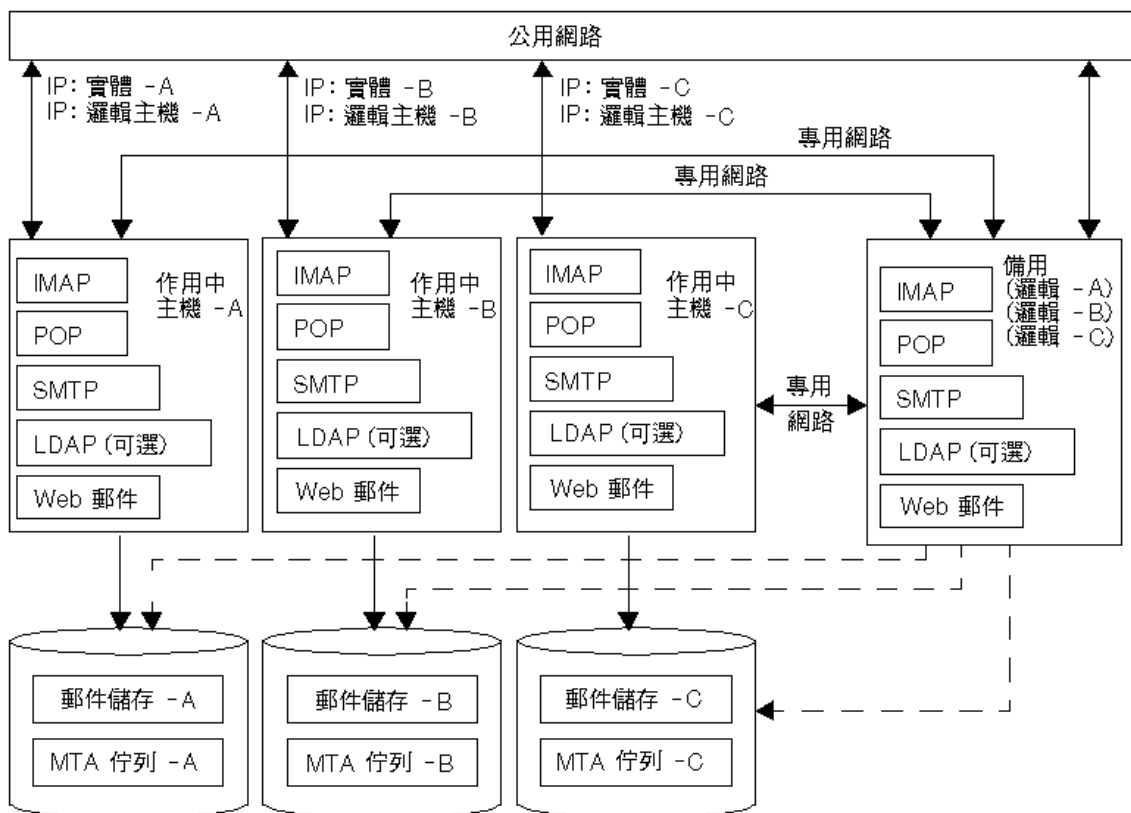 公用網路
IP: 實體 -A
IP: 邏輯主機 -A
IP: 實體 -B
IP: 邏輯主機 -B
IP: 實體 -C
IP: 邏輯主機 -C
專用網路
專用網路
IMAP
POP
SMTP
LDAP (可選)
Web 郵件
作用中
主機 -A
IMAP
POP
SMTP
LDAP (可選)
Web 郵件
作用中
主機 -B
IMAP
POP
SMTP
LDAP (可選)
Web 郵件
作用中
主機 -C
專用
網路
IMAP
POP
SMTP
LDAP (可選)
Web 郵件
備用
(邏輯 -A)
(邏輯 -B)
(邏輯 -C)
郵件儲存 -A
MTA 佇列 -A
郵件儲存 -B
MTA 佇列 -B
郵件儲存 -C
MTA 佇列 -C